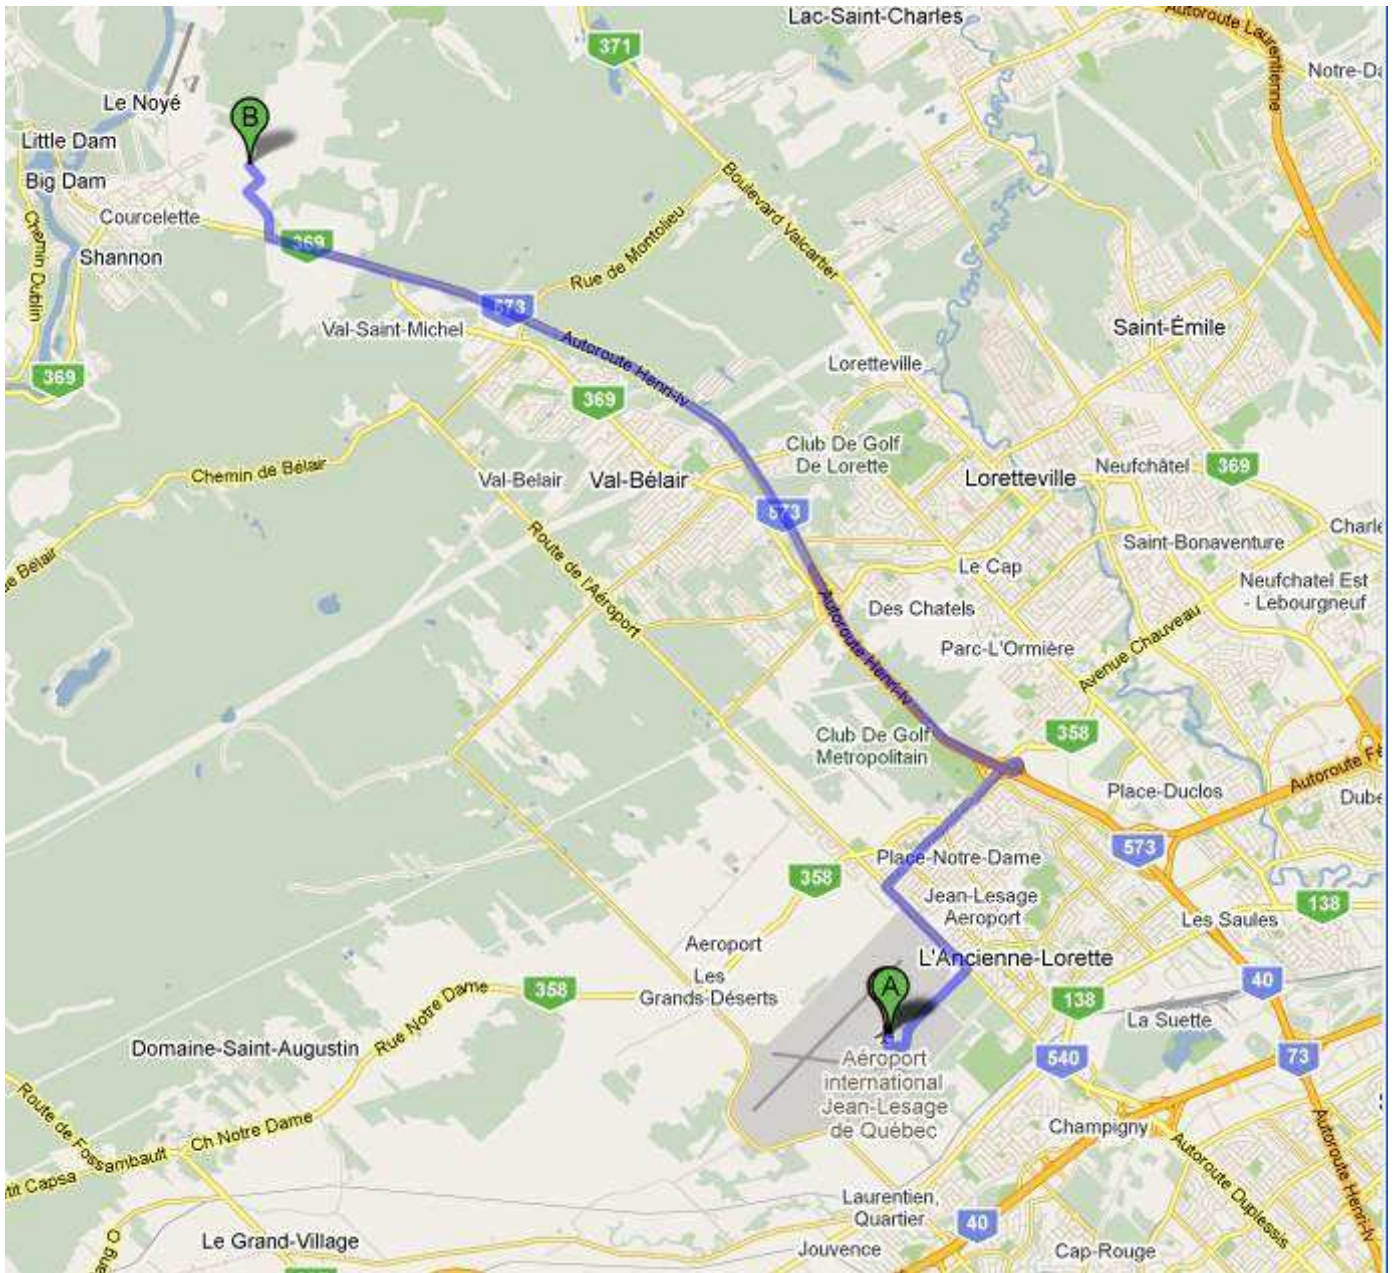 Lac-Saint-Charles
Autoroute Laurentienne
371
Notre-Da
Le Noyé
B
Little Dam
Big Dam
Boulevard Valcartier
Courcelette
Chemin Dublin
369
Shannon
Rue de Montolieu
573
Val-Saint-Michel
Saint-Émile
Autoroute Henri-Iv
Loretteville
369
369
Club De Golf
De Lorette
Chemin de Bélair
Val-Belair
Val-Bélair
Loretteville
Neufchâtel
369
573
Route de l'Aéroport
Saint-Bonaventure
Charle
e Bélair
Le Cap
Neufchatel Est
- Lebourgneuf
Des Chatels
Autoroute Henri-Iv
Parc-L'Ormière
Avenue Chauveau
Club De Golf
Metropolitain
358
Autoroute Fé
Place-Duclos
Dube
573
Place-Notre-Dame
358
Jean-Lesage
Aeroport
138
Les Saules
Aeroport
L'Ancienne-Lorette
Les
Grands-Déserts
358
A
40
138
Rue Notre Dame
La Suette
Domaine-Saint-Augustin
540
73
Aéroport
international
Jean-Lesage
de Québec
Route de Fossambault
Ch Notre Dame
Champigny
Autoroute Duplessis
Autoroute Henri-Iv
tit Capsa
Laurentien,
Quartier
40
ang O
Le Grand-Village
Jouvence
Cap-Rouge